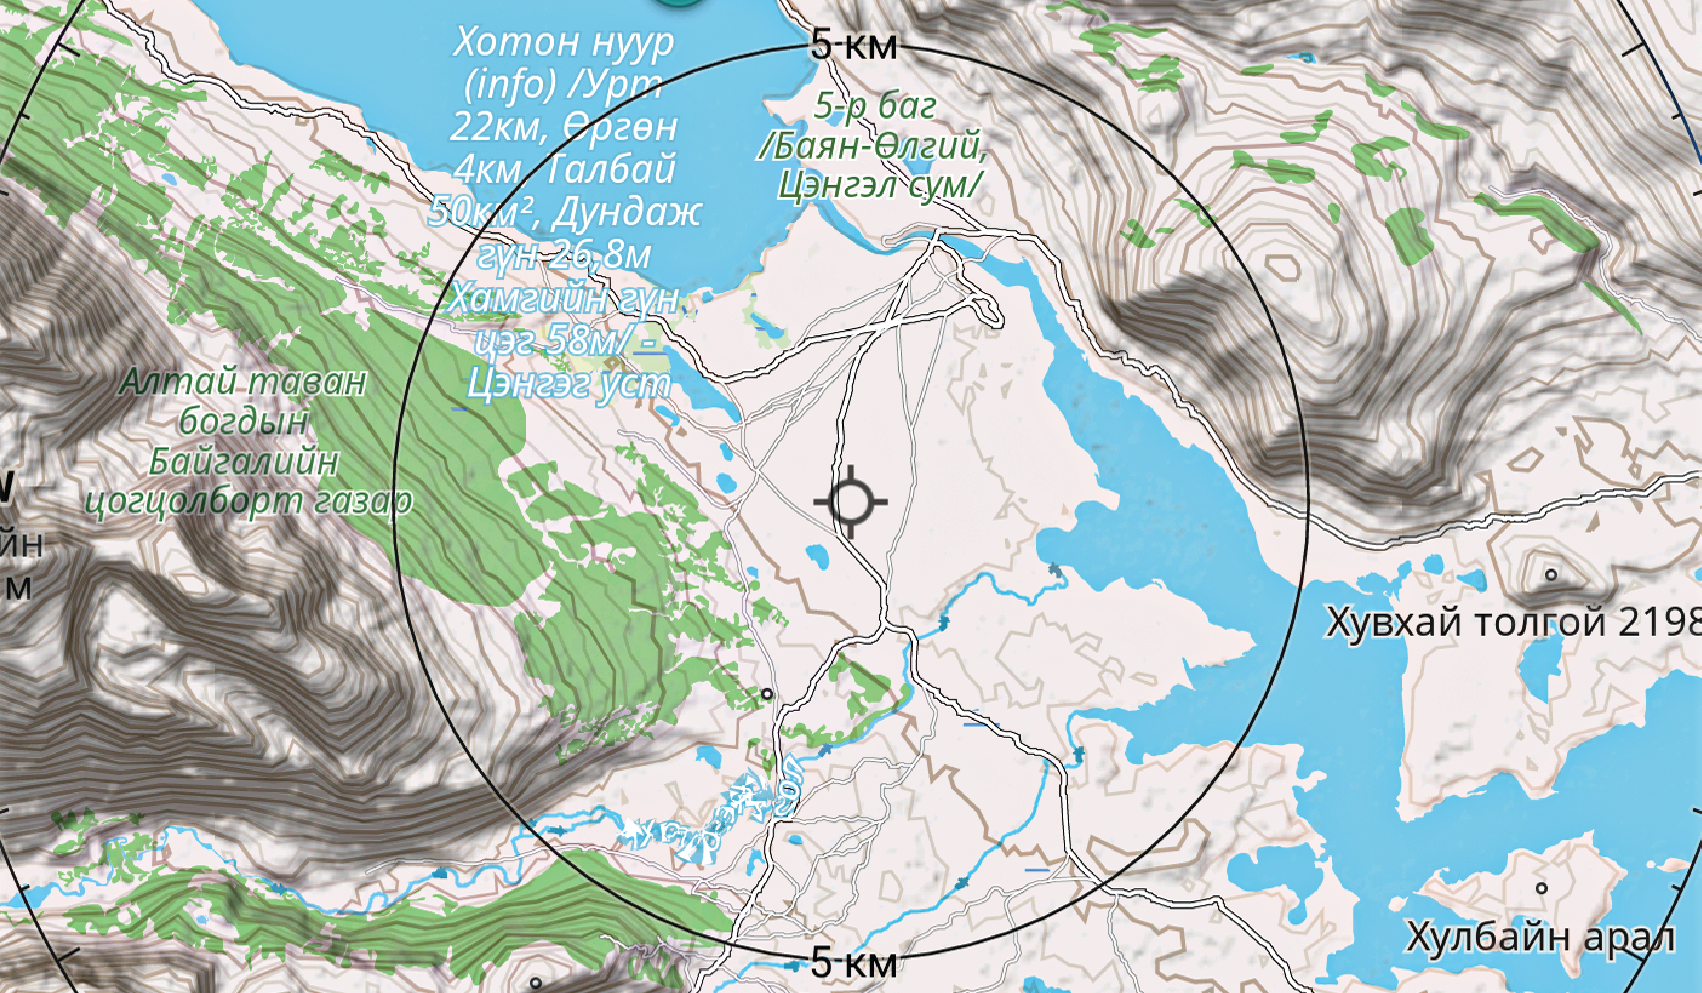 5 км
Хотон нуур
(info) /Урт
22км, Өргөн
4км, Талбай
50км², Дундаж
гүн 26,8м
Хамгийн гүн
цэг 58м/ -
Цэнгэг уст
5-р баг
/Баян-Өлгий,
Цэнгэл сум/
Алтай таван
богдын
Байгалийн
цогцолборт газар
йн
м
Хувхай толгой 2198
гол
Хулбайн арал
5 км